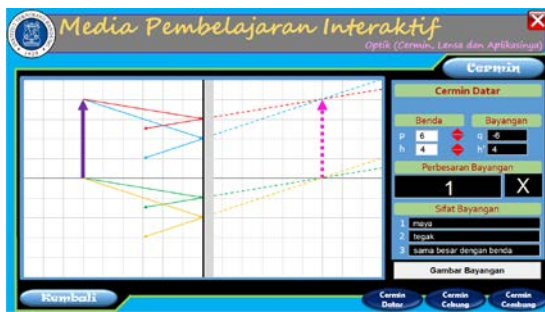 Media Pembelajaran Interaktif
Optik (Cermin, Lensa dan Aplikasinya)
Cermin
Cermin Datar
Benda Bayangan
p 6 q -6
h 4 h' 4
Perbesaran Bayangan
1 X
Sifat Bayangan
1 maya
2 tegak
3 sama besar dengan benda
Gambar Bayangan
Kembali
Cermin Datar
Cermin Cekung
Cermin Cembung